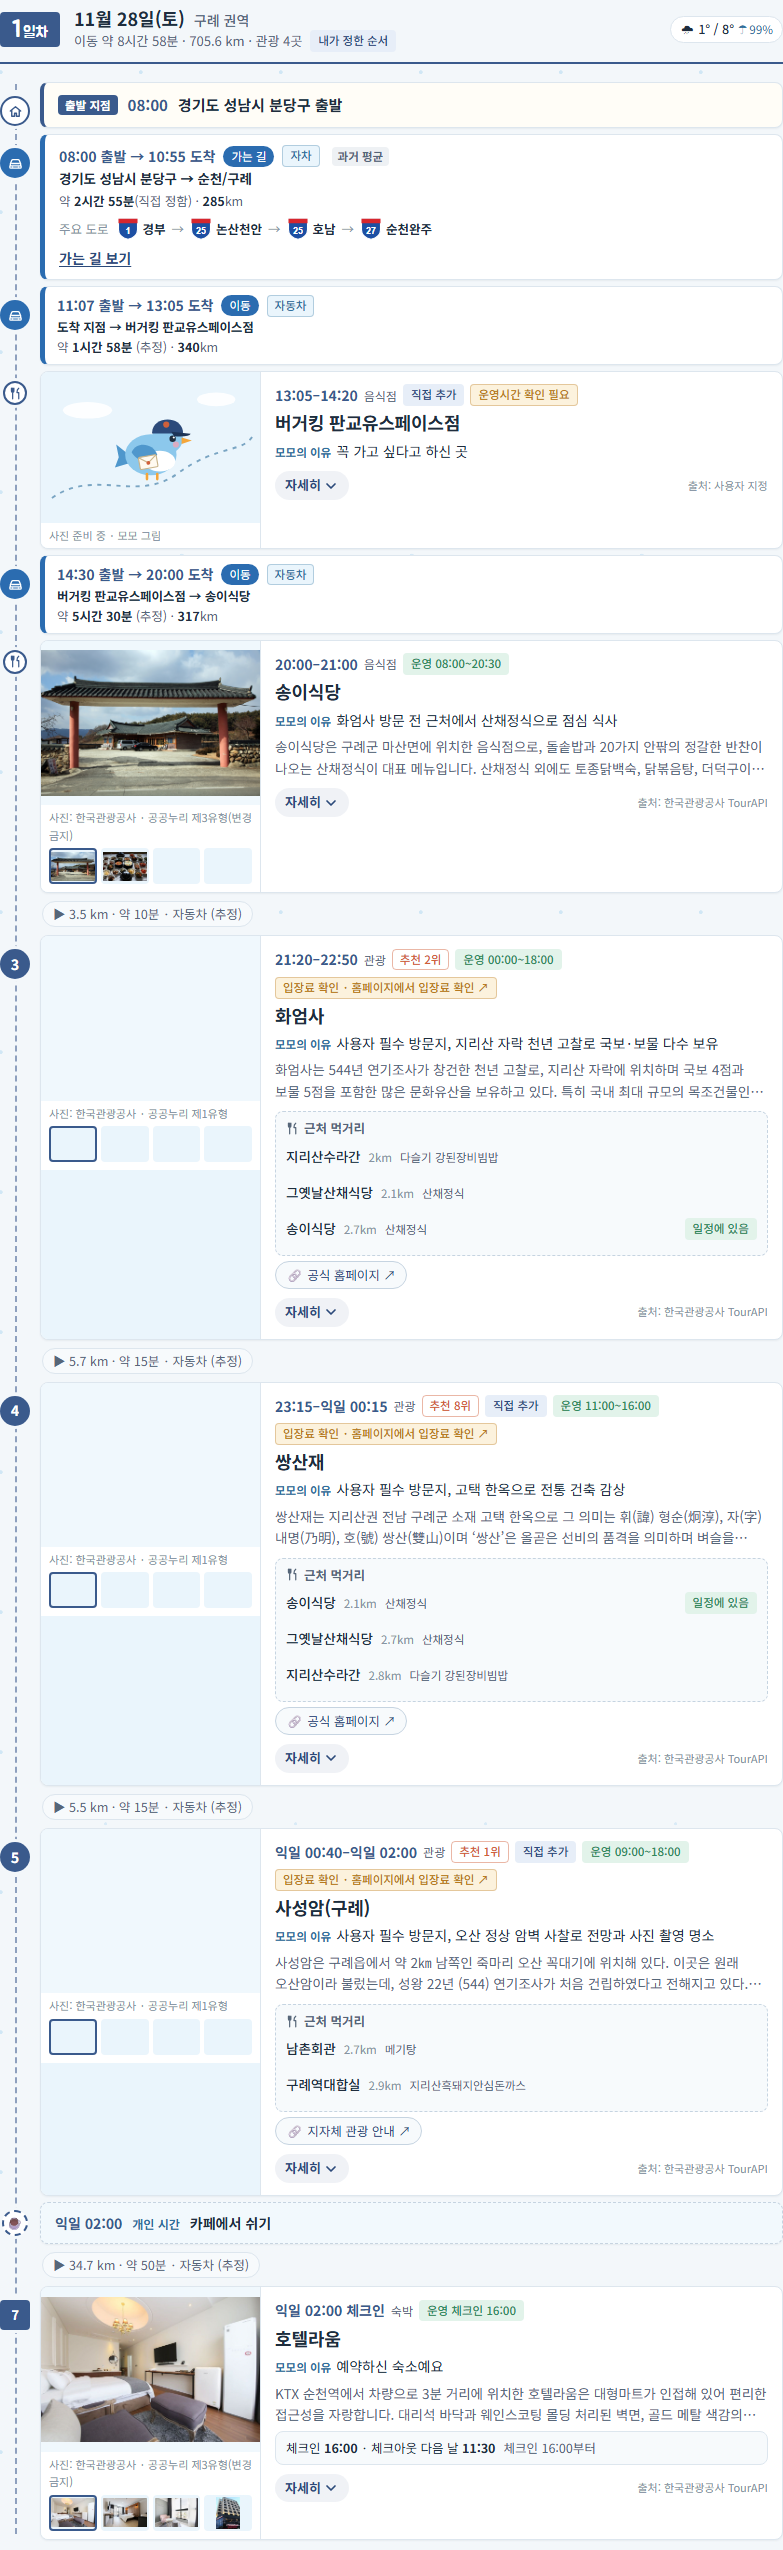 1일차
11월 28일(토) 구례 권역
이동 약 8시간 58분 · 705.6 km · 관광 4곳 내가 정한 순서
1° / 8° 99%
출발 지점 08:00 경기도 성남시 분당구 출발
08:00 출발 → 10:55 도착 가는 길 자차 과거 평균
경기도 성남시 분당구 → 순천/구례
약 2시간 55분(직접 정함) · 285km
주요 도로 1 경부 → 25 논산천안 → 25 호남 → 27 순천완주
가는 길 보기
11:07 출발 → 13:05 도착 이동 자동차
도착 지점 → 버거킹 판교유스페이스점
약 1시간 58분 (추정) · 340km
13:05–14:20 음식점 직접 추가 운영시간 확인 필요
버거킹 판교유스페이스점
모모의 이유 꼭 가고 싶다고 하신 곳
자세히
출처: 사용자 지정
사진 준비 중 · 모모 그림
14:30 출발 → 20:00 도착 이동 자동차
버거킹 판교유스페이스점 → 송이식당
약 5시간 30분 (추정) · 317km
20:00–21:00 음식점 운영 08:00~20:30
송이식당
모모의 이유 화엄사 방문 전 근처에서 산채정식으로 점심 식사
송이식당은 구례군 마산면에 위치한 음식점으로, 돌솥밥과 20가지 안팎의 정갈한 반찬이
나오는 산채정식이 대표 메뉴입니다. 산채정식 외에도 토종닭백숙, 닭볶음탕, 더덕구이…
자세히
출처: 한국관광공사 TourAPI
사진: 한국관광공사 · 공공누리 제3유형(변경
금지)
▶ 3.5 km · 약 10분 · 자동차 (추정)
3
21:20–22:50 관광 추천 2위 운영 00:00~18:00
입장료 확인 · 홈페이지에서 입장료 확인 ↗
화엄사
모모의 이유 사용자 필수 방문지, 지리산 자락 천년 고찰로 국보·보물 다수 보유
화엄사는 544년 연기조사가 창건한 천년 고찰로, 지리산 자락에 위치하며 국보 4점과
보물 5점을 포함한 많은 문화유산을 보유하고 있다. 특히 국내 최대 규모의 목조건물인…
사진: 한국관광공사 · 공공누리 제1유형
근처 먹거리
지리산수라간 2km 다슬기 강된장비빔밥
그옛날산채식당 2.1km 산채정식
송이식당 2.7km 산채정식 일정에 있음
공식 홈페이지 ↗
자세히
출처: 한국관광공사 TourAPI
▶ 5.7 km · 약 15분 · 자동차 (추정)
4
23:15–익일 00:15 관광 추천 8위 직접 추가 운영 11:00~16:00
입장료 확인 · 홈페이지에서 입장료 확인 ↗
쌍산재
모모의 이유 사용자 필수 방문지, 고택 한옥으로 전통 건축 감상
쌍산재는 지리산권 전남 구례군 소재 고택 한옥으로 그 의미는 휘(諱) 형순(炯淳), 자(字)
내명(乃明), 호(號) 쌍산(雙山)이며 ‘쌍산’은 올곧은 선비의 품격을 의미하며 벼슬을…
사진: 한국관광공사 · 공공누리 제1유형
근처 먹거리
송이식당 2.1km 산채정식 일정에 있음
그옛날산채식당 2.7km 산채정식
지리산수라간 2.8km 다슬기 강된장비빔밥
공식 홈페이지 ↗
자세히
출처: 한국관광공사 TourAPI
▶ 5.5 km · 약 15분 · 자동차 (추정)
5
익일 00:40–익일 02:00 관광 추천 1위 직접 추가 운영 09:00~18:00
입장료 확인 · 홈페이지에서 입장료 확인 ↗
사성암(구례)
모모의 이유 사용자 필수 방문지, 오산 정상 암벽 사찰로 전망과 사진 촬영 명소
사성암은 구례읍에서 약 2㎞ 남쪽인 죽마리 오산 꼭대기에 위치해 있다. 이곳은 원래
오산암이라 불렀는데, 성왕 22년 (544) 연기조사가 처음 건립하였다고 전해지고 있다.…
사진: 한국관광공사 · 공공누리 제1유형
근처 먹거리
남촌회관 2.7km 메기탕
구례역대합실 2.9km 지리산흑돼지안심돈까스
지자체 관광 안내 ↗
자세히
출처: 한국관광공사 TourAPI
익일 02:00 개인 시간 카페에서 쉬기
▶ 34.7 km · 약 50분 · 자동차 (추정)
7
익일 02:00 체크인 숙박 운영 체크인 16:00
호텔라움
모모의 이유 예약하신 숙소예요
KTX 순천역에서 차량으로 3분 거리에 위치한 호텔라움은 대형마트가 인접해 있어 편리한
접근성을 자랑합니다. 대리석 바닥과 웨인스코팅 몰딩 처리된 벽면, 골드 메탈 색감의…
체크인 16:00 · 체크아웃 다음 날 11:30 체크인 16:00부터
사진: 한국관광공사 · 공공누리 제3유형(변경
금지)
자세히
출처: 한국관광공사 TourAPI